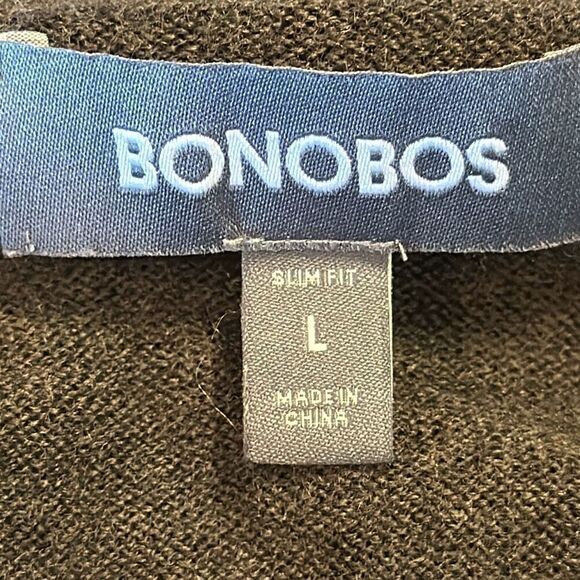 BONOBOS
SLIM FIT
L
MADE IN
CHINA